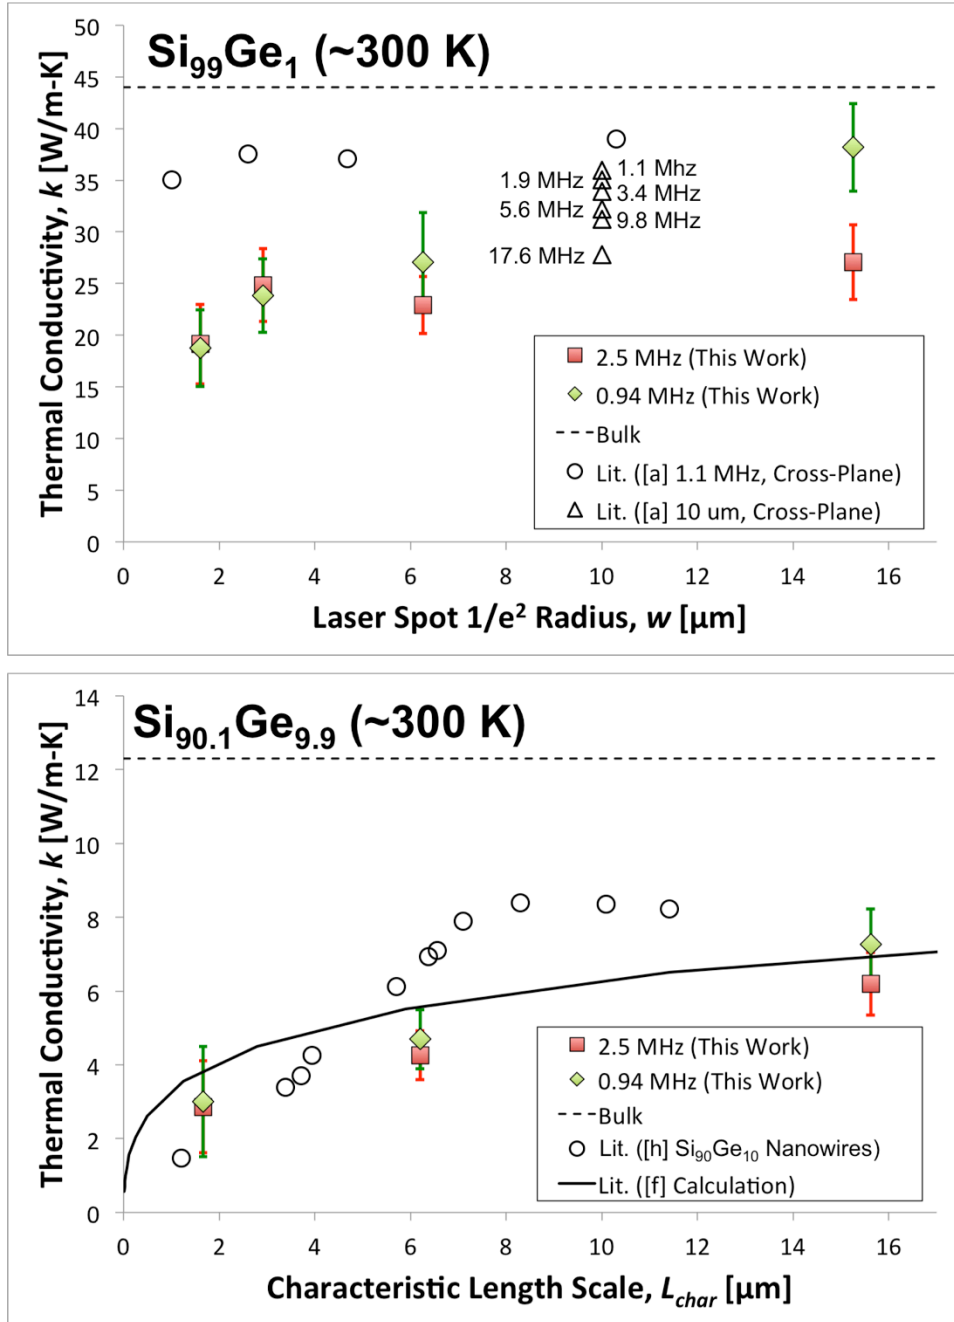 Si99Ge1 (~300 K)
Thermal Conductivity, k [W/m-K]
50
45
40
35
30
25
20
15
10
5
0
1.1 Mhz
1.9 MHz
3.4 MHz
5.6 MHz
9.8 MHz
17.6 MHz
2.5 MHz (This Work)
0.94 MHz (This Work)
Bulk
Lit. ([a] 1.1 MHz, Cross-Plane)
Lit. ([a] 10 um, Cross-Plane)
0 2 4 6 8 10 12 14 16
Laser Spot 1/e² Radius, w [μm]
Si90.1Ge9.9 (~300 K)
Thermal Conductivity, k [W/m-K]
14
12
10
8
6
4
2
0
2.5 MHz (This Work)
0.94 MHz (This Work)
Bulk
Lit. ([h] Si90Ge10 Nanowires)
Lit. ([f] Calculation)
0 2 4 6 8 10 12 14 16
Characteristic Length Scale, Lchar [μm]